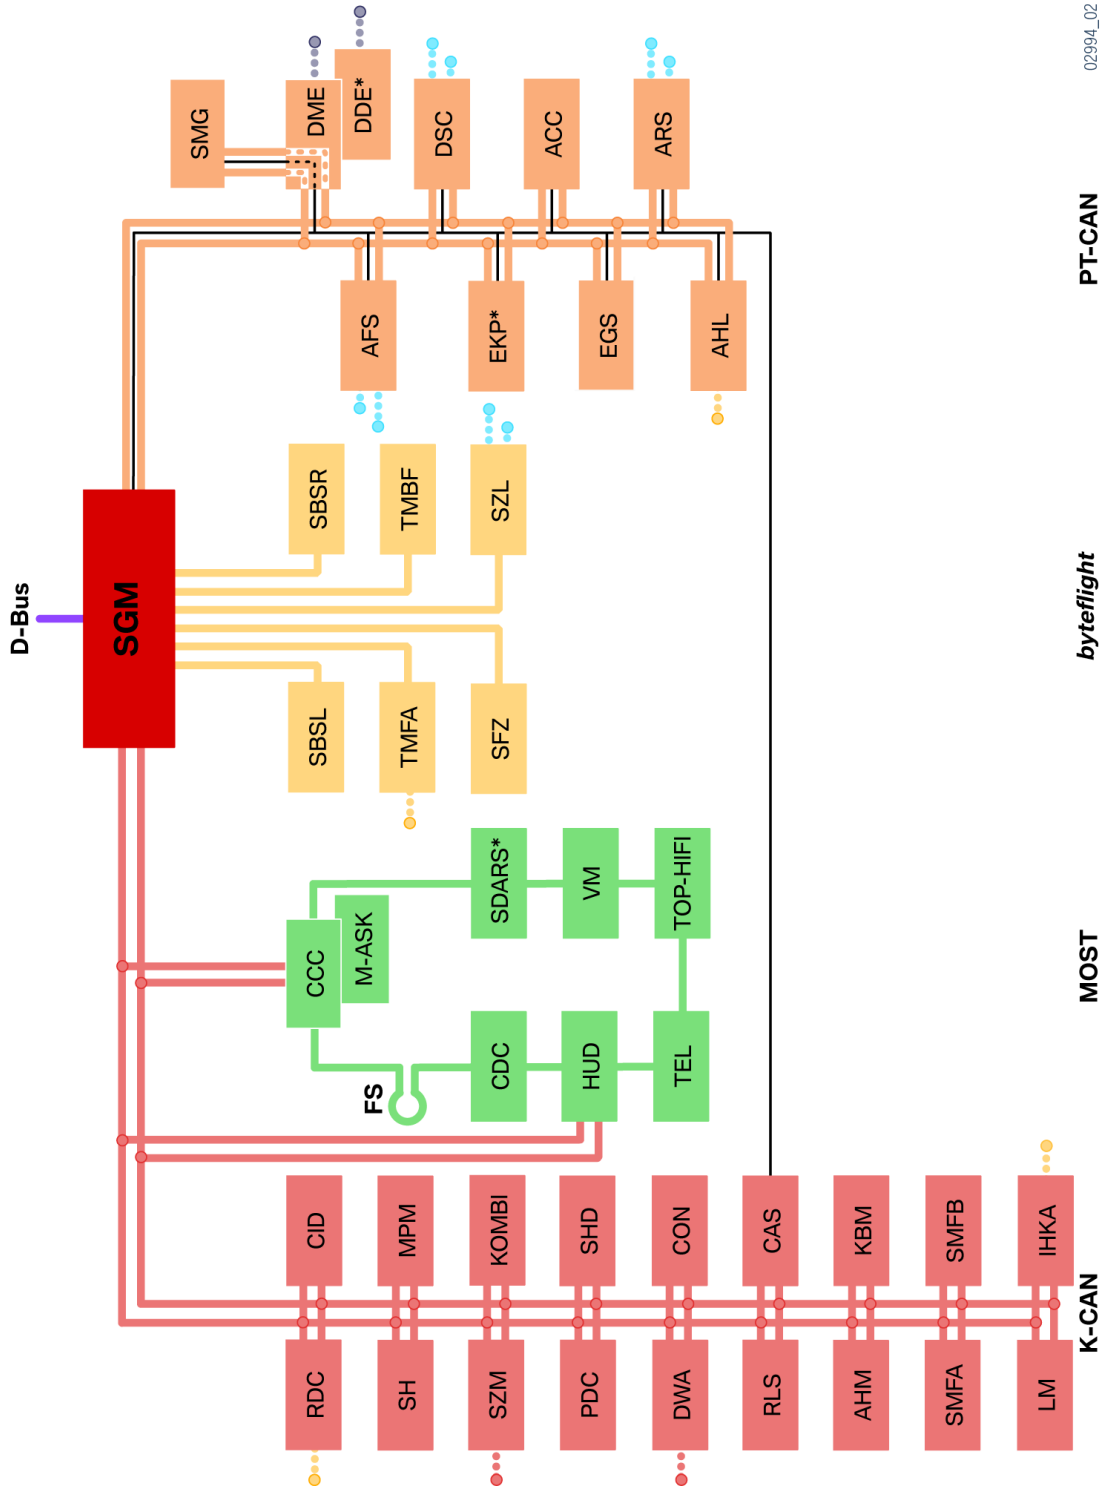 D-Bus
SGM
SMG
RDC
CID
CCC
SBSL
SBSR
DME
FS
M-ASK
AFS
DDE*
SH
MPM
TMFA
TMBF
DSC
SZM
KOMBI
CDC
SDARS*
SFZ
SZL
EKP*
ACC
PDC
SHD
HUD
VM
EGS
ARS
DWA
CON
TEL
TOP-HIFI
AHL
RLS
CAS
AHM
KBM
SMFA
SMFB
LM
IHKA
K-CAN
MOST
byteflight
PT-CAN
02994_02